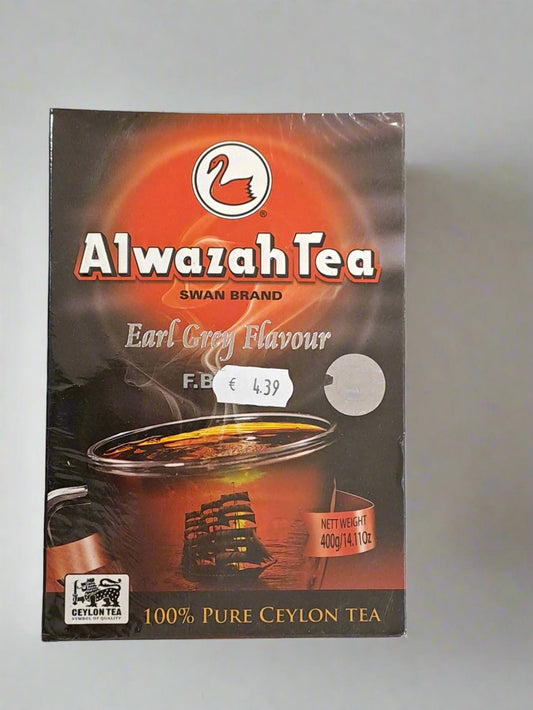 ®
Alwazah Tea
SWAN BRAND
Earl Grey Flavour
F.B
€ 4.39
NETT WEIGHT
400g/14.11Oz
CEYLON TEA
SYMBOL OF QUALITY
100% PURE CEYLON TEA